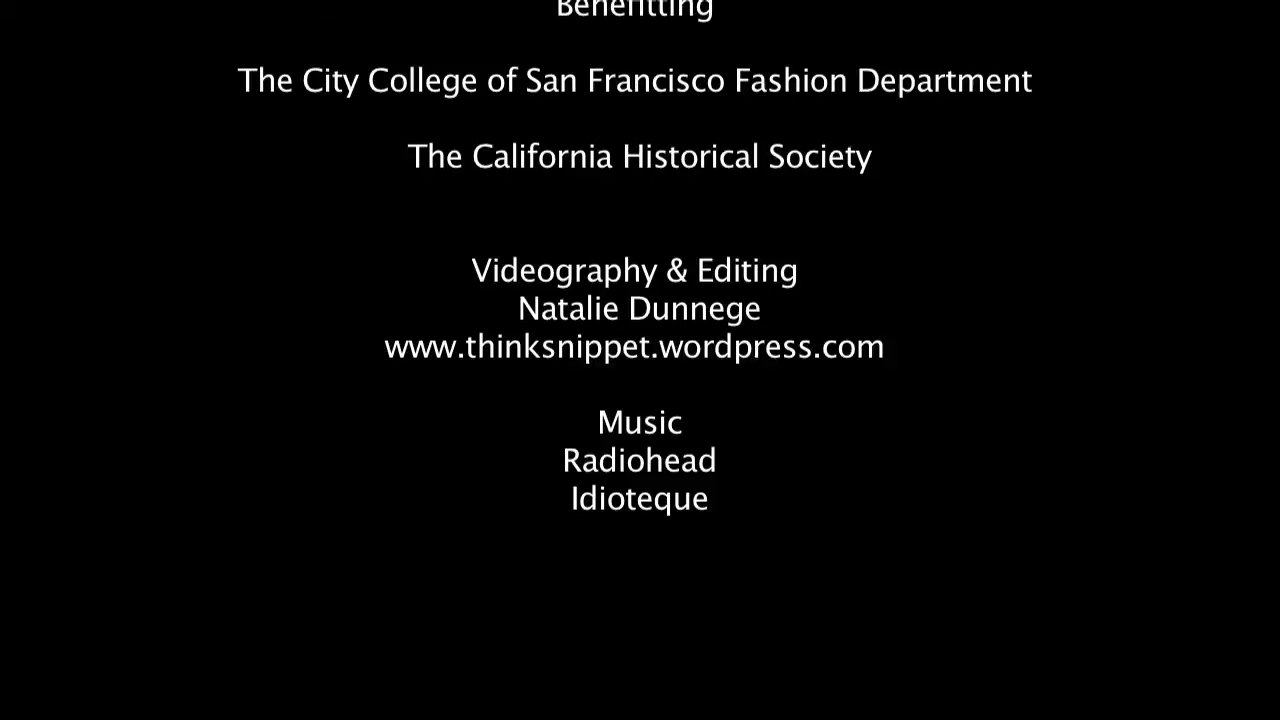 Benefitting
The City College of San Francisco Fashion Department
The California Historical Society
Videography & Editing
Natalie Dunnege
www.thinksnippet.wordpress.com
Music
Radiohead
Idioteque